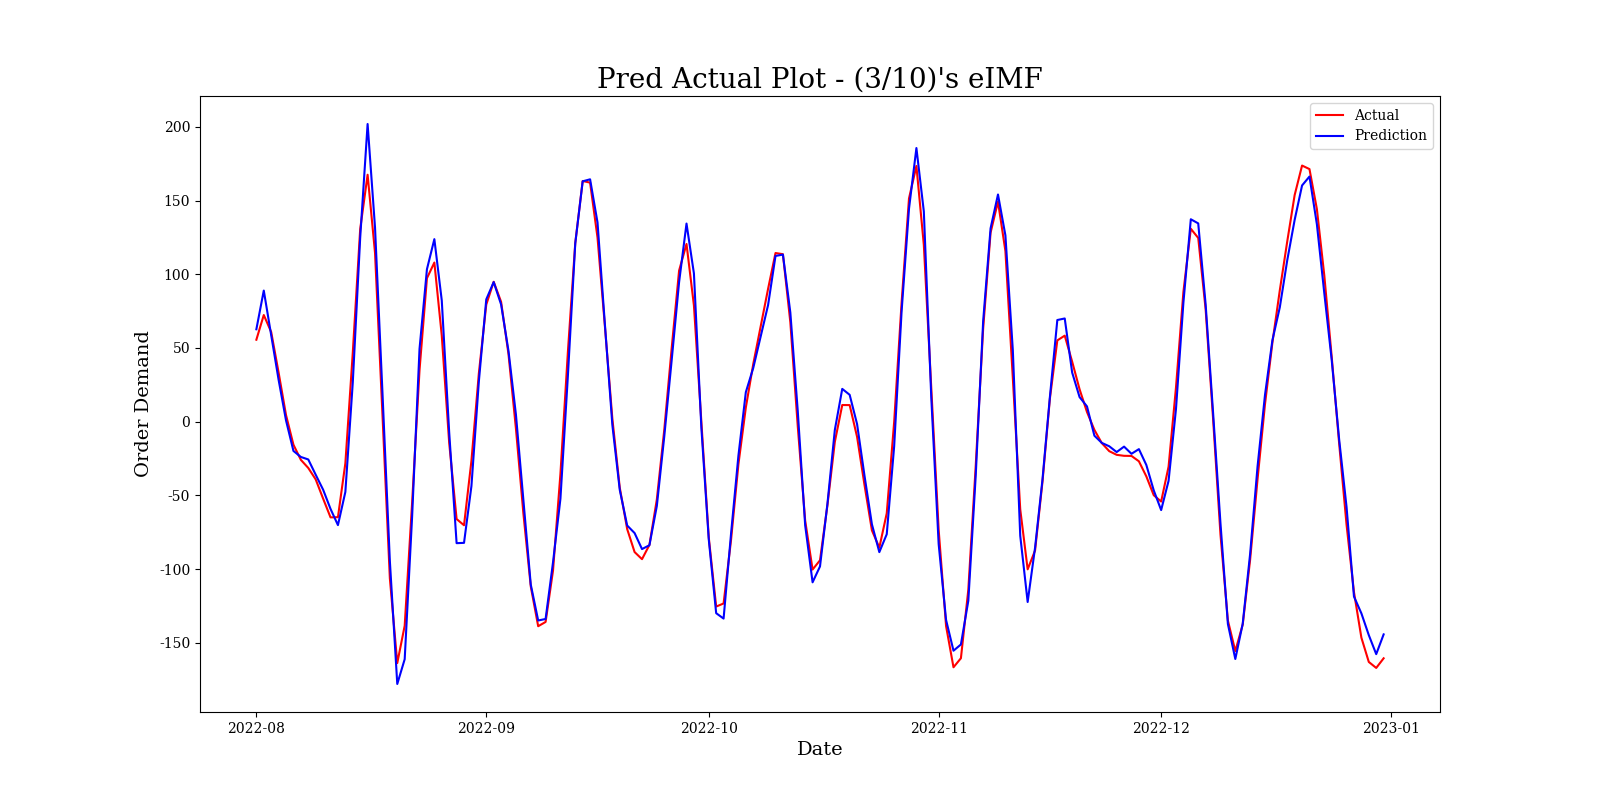 Pred Actual Plot - (3/10)'s eIMF
Actual
Prediction
Order Demand
200
150
100
50
0
-50
-100
-150
2022-08
2022-09
2022-10
2022-11
2022-12
2023-01
Date